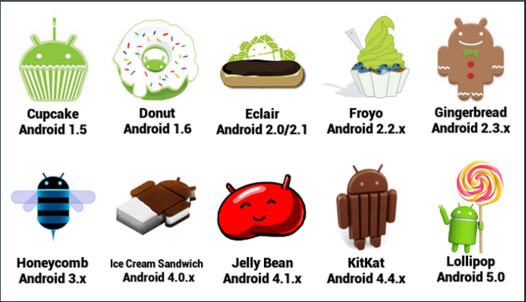 Cupcake
Android 1.5
Donut
Android 1.6
Eclair
Android 2.0/2.1
Froyo
Android 2.2.x
Gingerbread
Android 2.3.x
Honeycomb
Android 3.x
Ice Cream Sandwich
Android 4.0.x
Jelly Bean
Android 4.1.x
KitKat
Android 4.4.x
Lollipop
Android 5.0